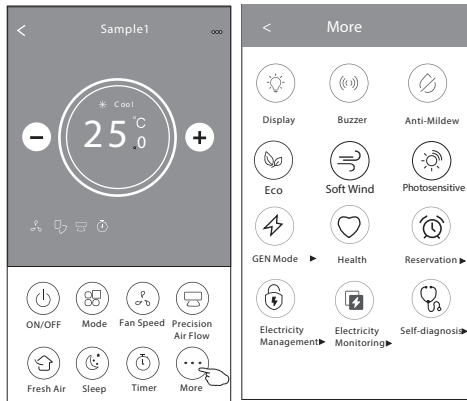 Sample1
Cool
25.0 °C
ON/OFF Mode Fan Speed Precision
Air Flow
Fresh Air Sleep Timer More
More
Display Buzzer Anti-Mildew
Eco Soft Wind Photosensitive
GEN Mode Health Reservation
Electricity Electricity Self-diagnosis
Management Monitoring